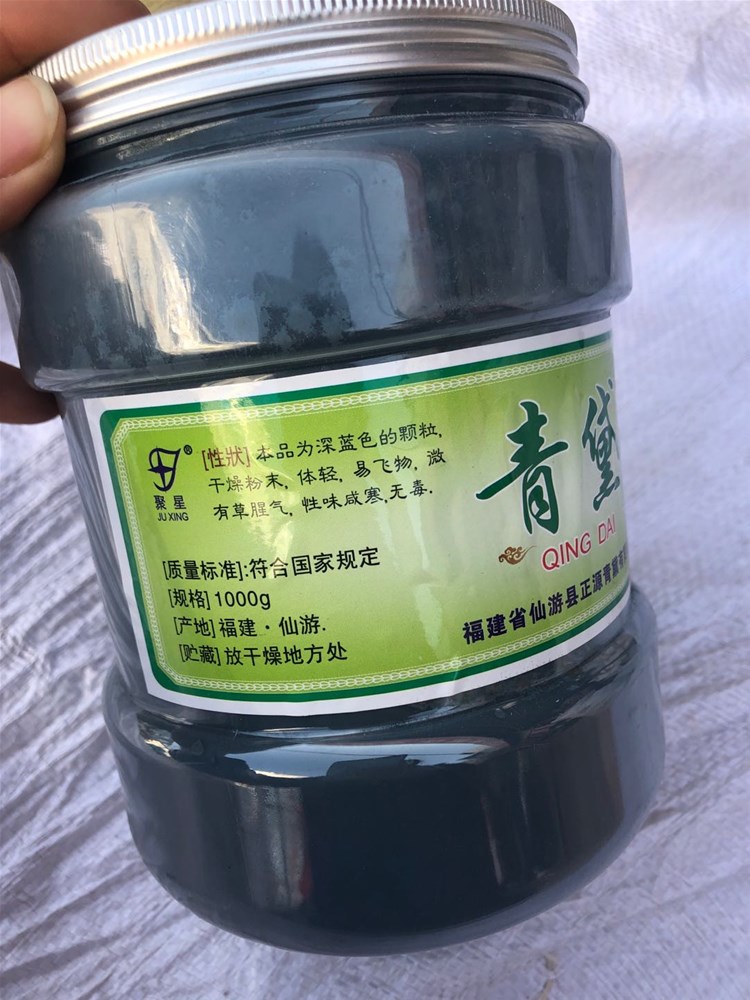 聚星®
JU XING
[性狀] 本品为深蓝色的颗粒,
干燥粉末, 体轻, 易飞物, 微
有草腥气, 性味咸寒,无毒.
[质量标准]:符合国家规定
[规格] 1000g
[产地] 福建·仙游.
[贮藏] 放干燥地方处
青黛
QING DAI
福建省仙游县正源青黛